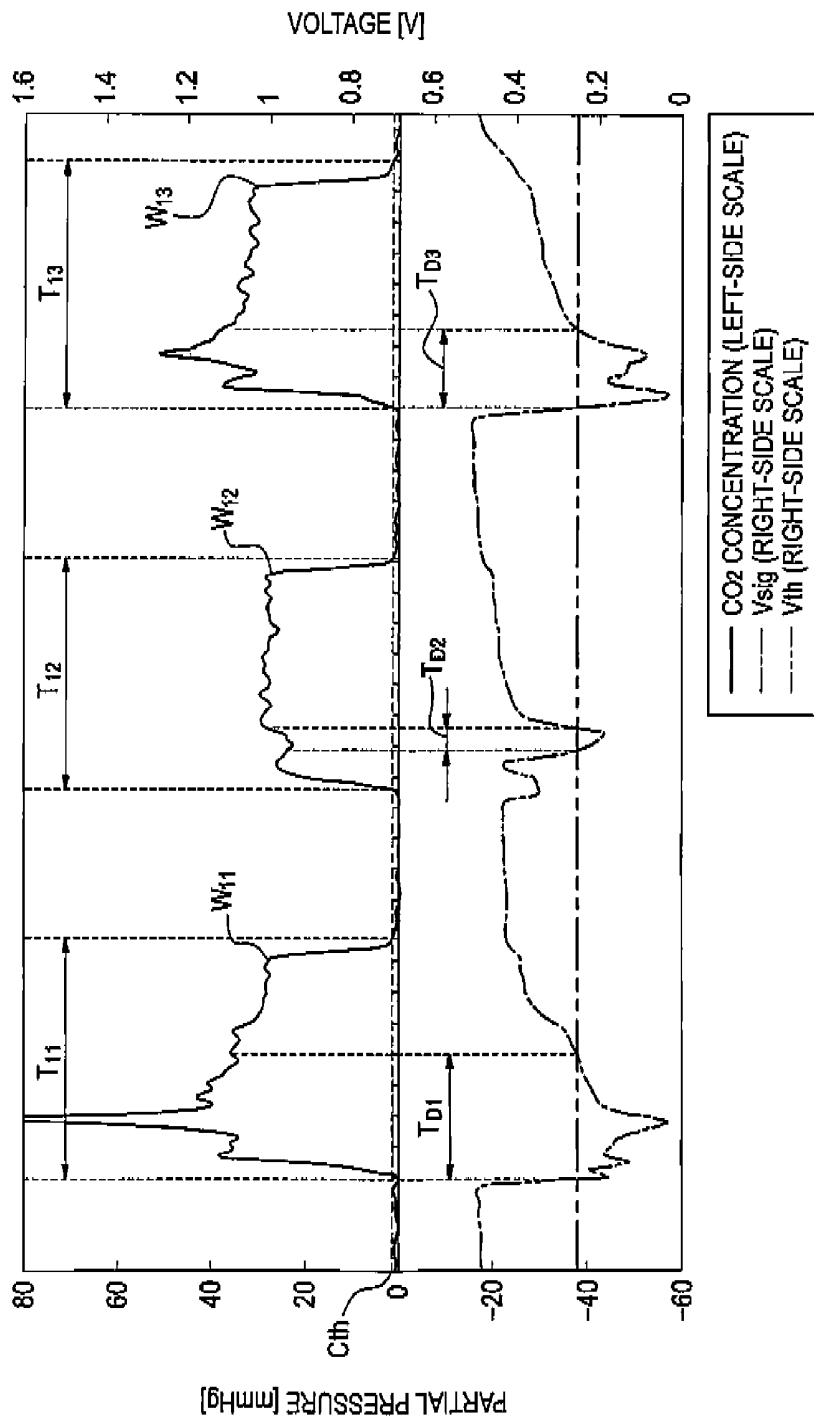 PARTIAL PRESSURE [mmHg]
80
60
40
20
0
-20
-40
-60
Cth
T11
T12
T13
W11
W12
W13
TD1
TD2
TD3
VOLTAGE [V]
1.6
1.4
1.2
1
0.8
0.6
0.4
0.2
0
CO2 CONCENTRATION (LEFT-SIDE SCALE)
Vsig (RIGHT-SIDE SCALE)
Vth (RIGHT-SIDE SCALE)